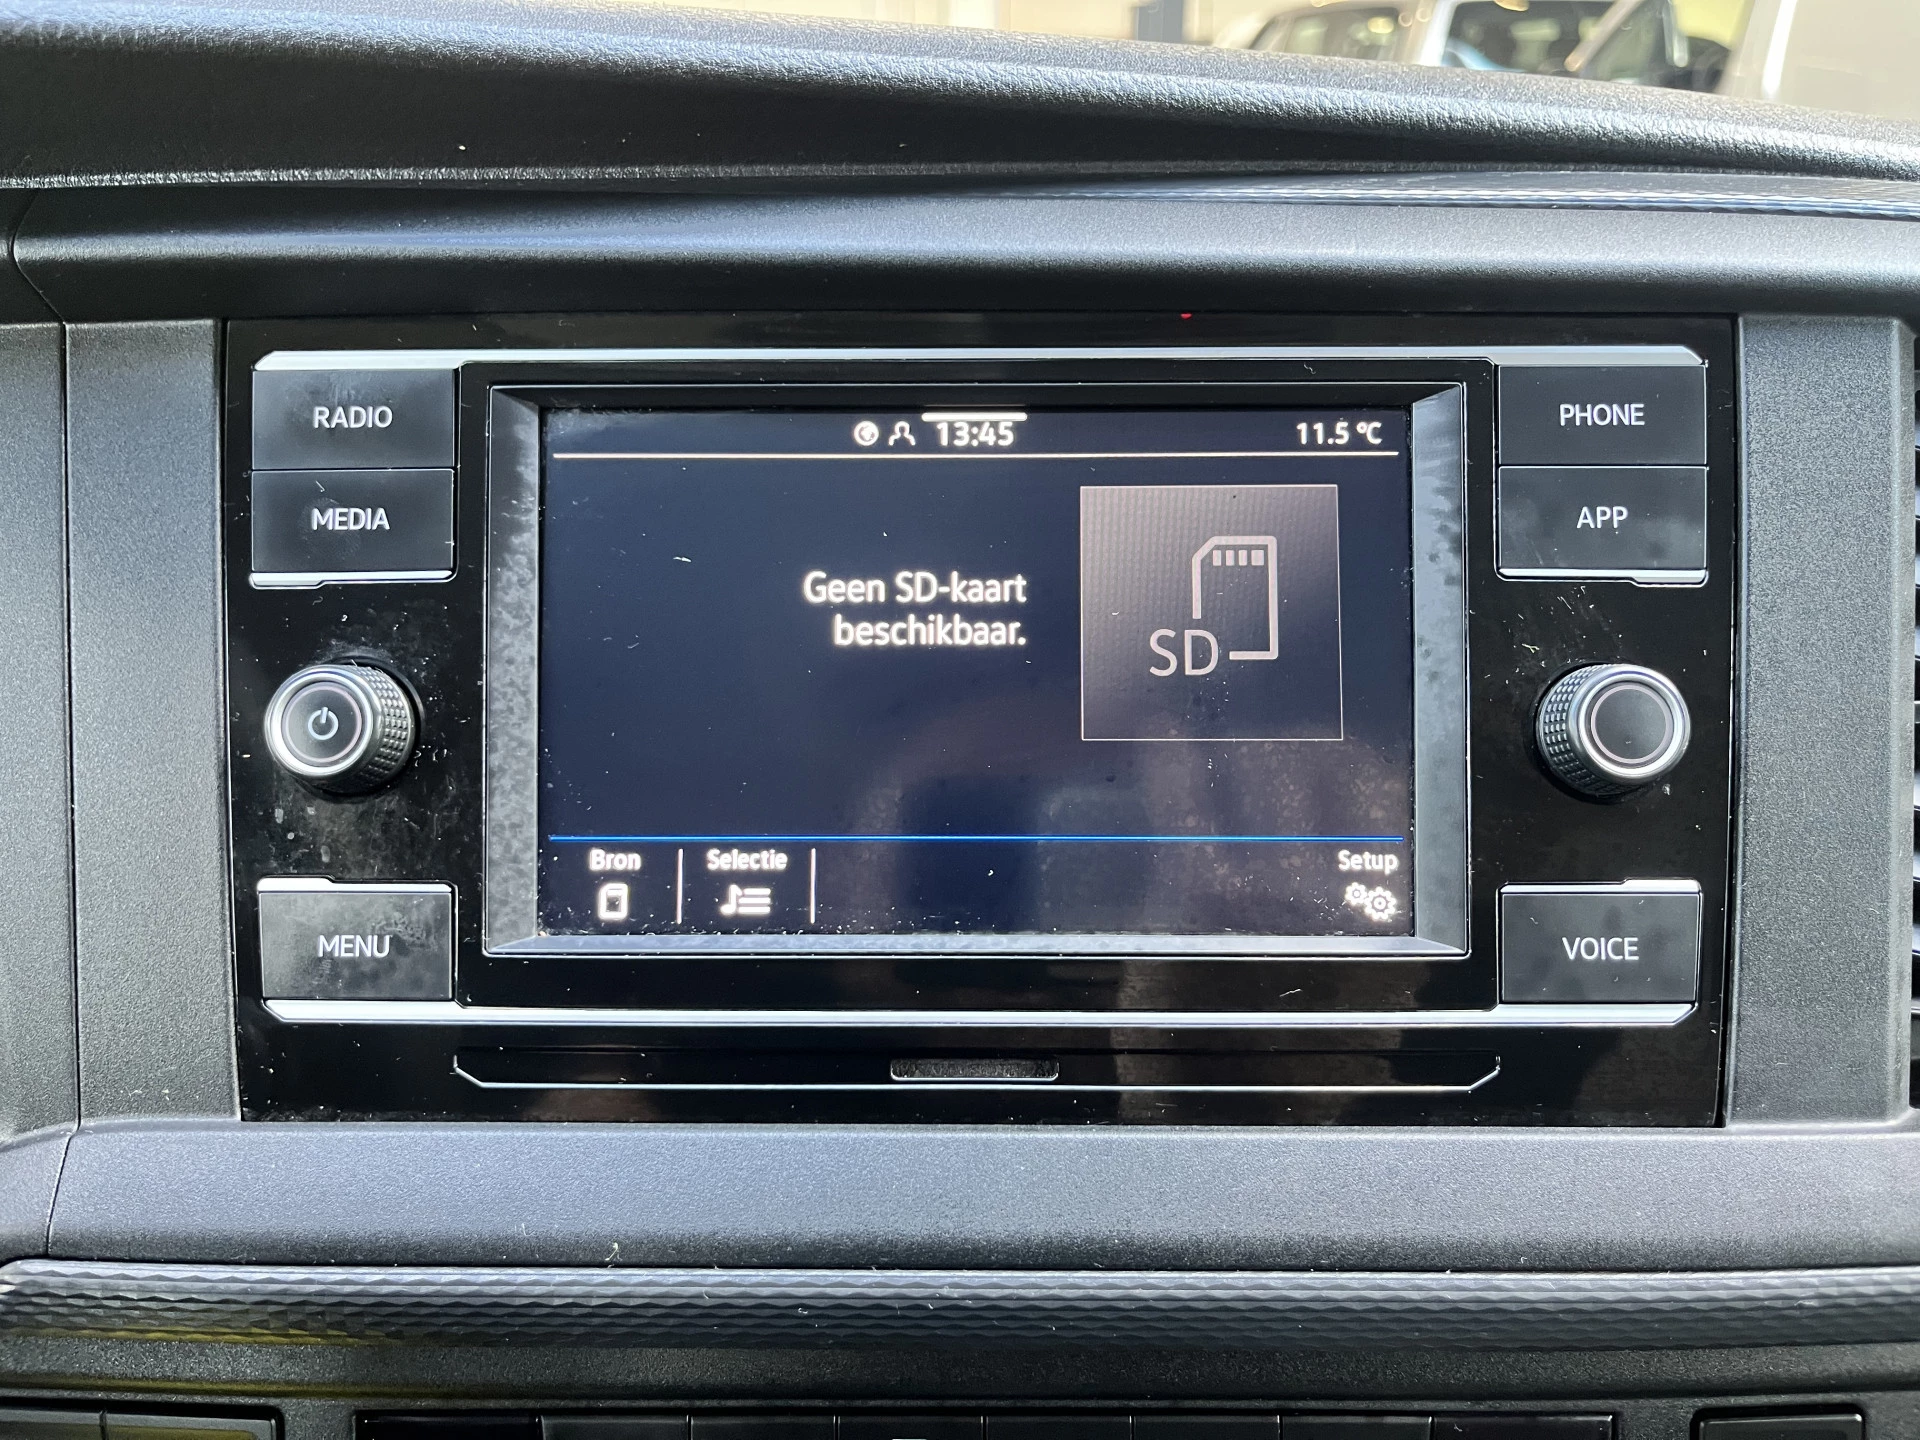 RADIO
MEDIA
MENU
13:45
11.5 °C
Geen SD-kaart
beschikbaar.
SD
Bron
Selectie
Setup
PHONE
APP
VOICE